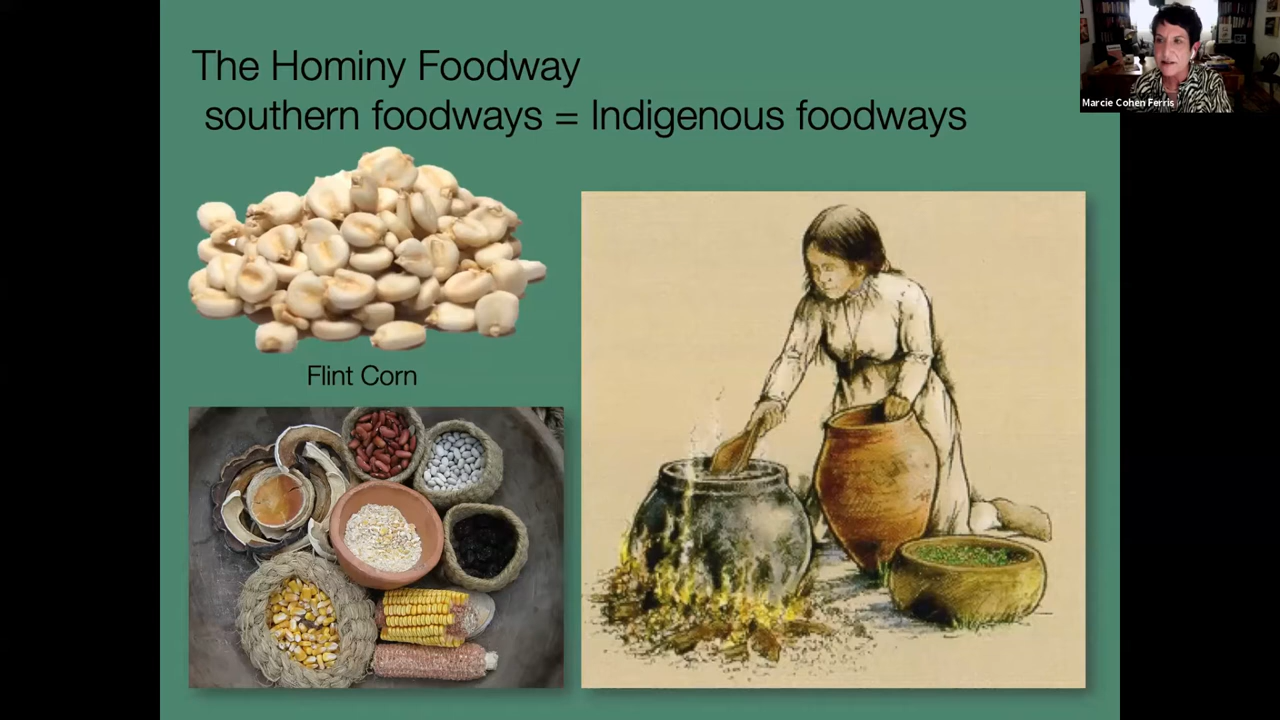 The Hominy Foodway
southern foodways = Indigenous foodways
Marcie Cohen Ferris
Flint Corn